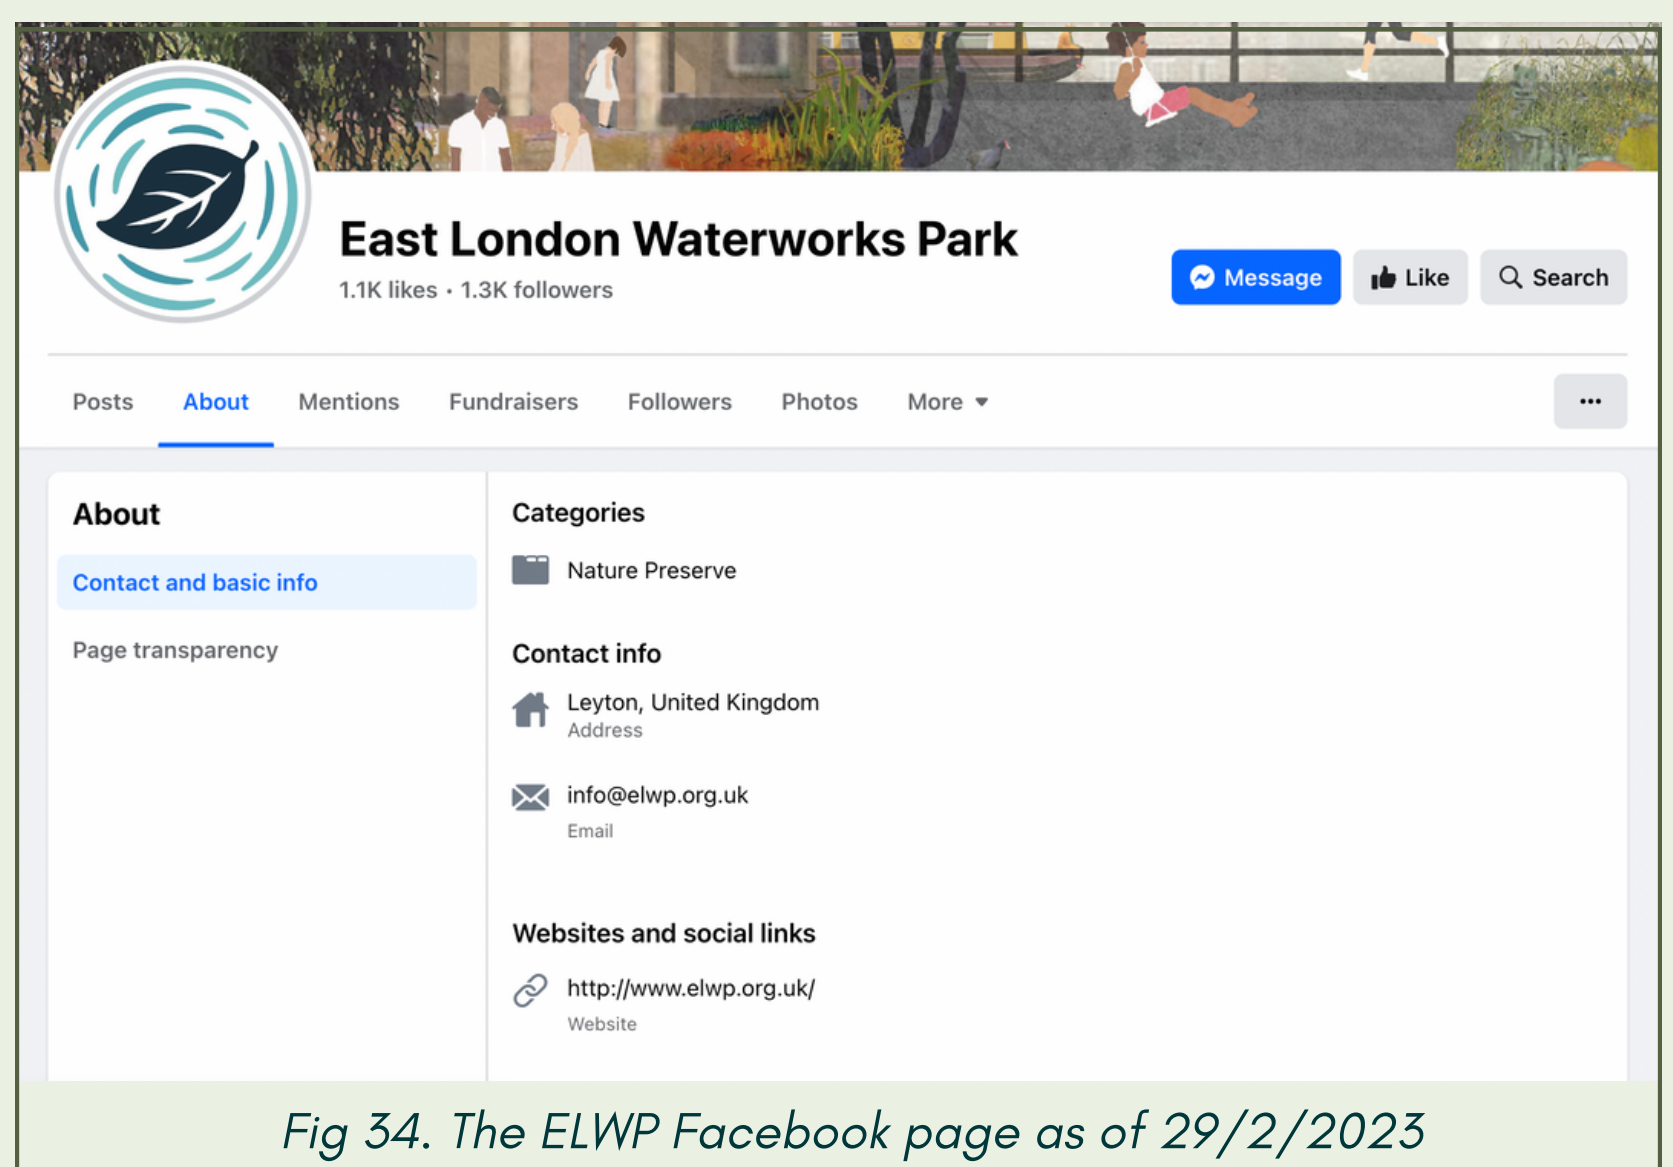 East London Waterworks Park
1.1K likes • 1.3K followers
Message
Like
Search
Posts
About
Mentions
Fundraisers
Followers
Photos
More
About
Contact and basic info
Page transparency
Categories
Nature Preserve
Contact info
Leyton, United Kingdom
Address
info@elwp.org.uk
Email
Websites and social links
http://www.elwp.org.uk/
Website
Fig 34. The ELWP Facebook page as of 29/2/2023